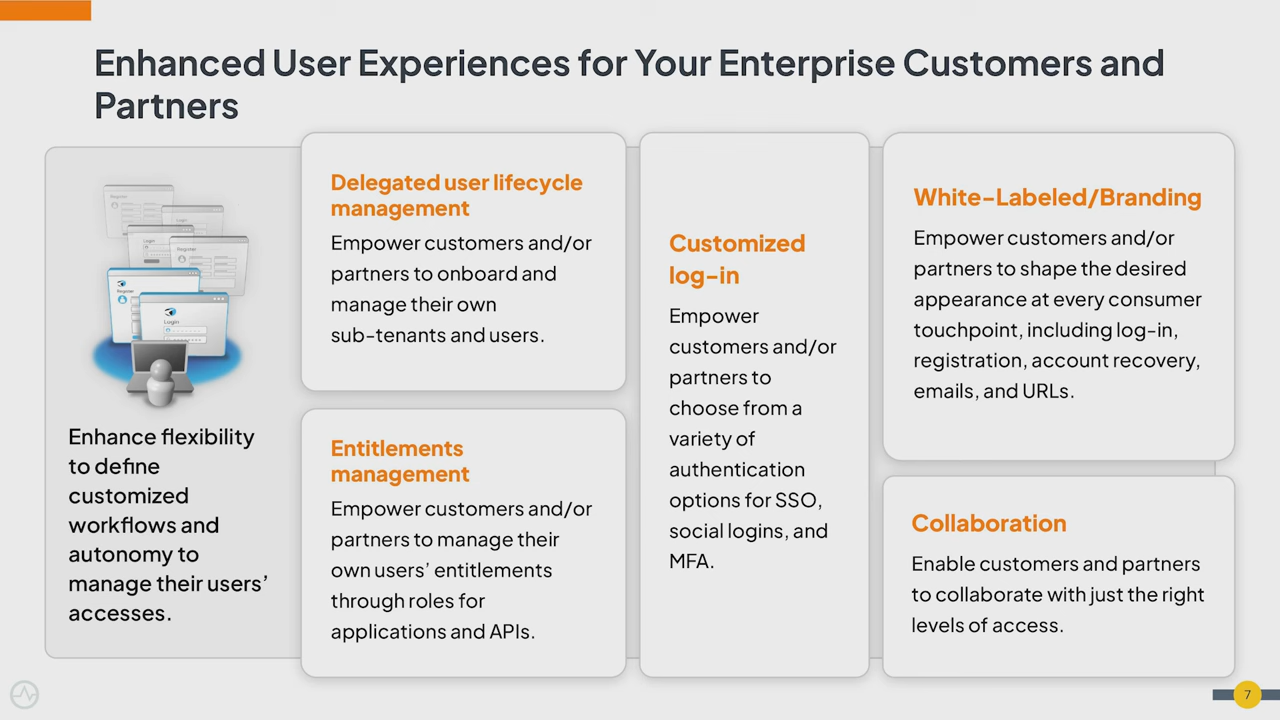 Enhanced User Experiences for Your Enterprise Customers and
Partners
Register
Login
Register
Register
Login
Enhance flexibility
to define
customized
workflows and
autonomy to
manage their users’
accesses.
Delegated user lifecycle
management
Empower customers and/or
partners to onboard and
manage their own
sub-tenants and users.
Entitlements
management
Empower customers and/or
partners to manage their
own users’ entitlements
through roles for
applications and APIs.
Customized
log-in
Empower
customers and/or
partners to
choose from a
variety of
authentication
options for SSO,
social logins, and
MFA.
White-Labeled/Branding
Empower customers and/or
partners to shape the desired
appearance at every consumer
touchpoint, including log-in,
registration, account recovery,
emails, and URLs.
Collaboration
Enable customers and partners
to collaborate with just the right
levels of access.
7